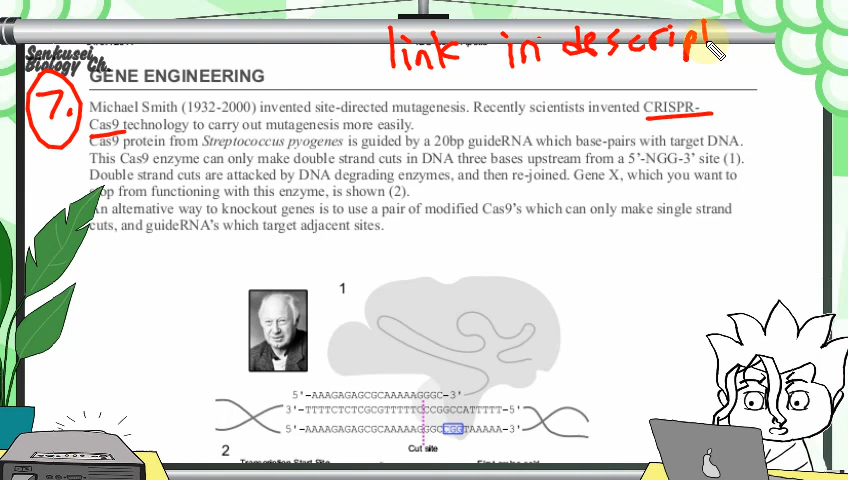 link in descript
Senkusei
Biology Ch.
GENE ENGINEERING
7.
Michael Smith (1932-2000) invented site-directed mutagenesis. Recently scientists invented CRISPR-
Cas9 technology to carry out mutagenesis more easily.
Cas9 protein from Streptococcus pyogenes is guided by a 20bp guideRNA which base-pairs with target DNA.
This Cas9 enzyme can only make double strand cuts in DNA three bases upstream from a 5'-NGG-3' site (1).
Double strand cuts are attacked by DNA degrading enzymes, and then re-joined. Gene X, which you want to
stop from functioning with this enzyme, is shown (2).
An alternative way to knockout genes is to use a pair of modified Cas9's which can only make single strand
cuts, and guideRNA's which target adjacent sites.
1
5'-AAAGAGAGCGCAAAAAGGGC-3'
3'-TTTTCTCTCGCGTTTTTCCCGGCCATTTTT-5'
5'-AAAAGAGAGCGCAAAAAGGGCCGGTAAAAA-3'
Cut site
2
Transcription Start Site